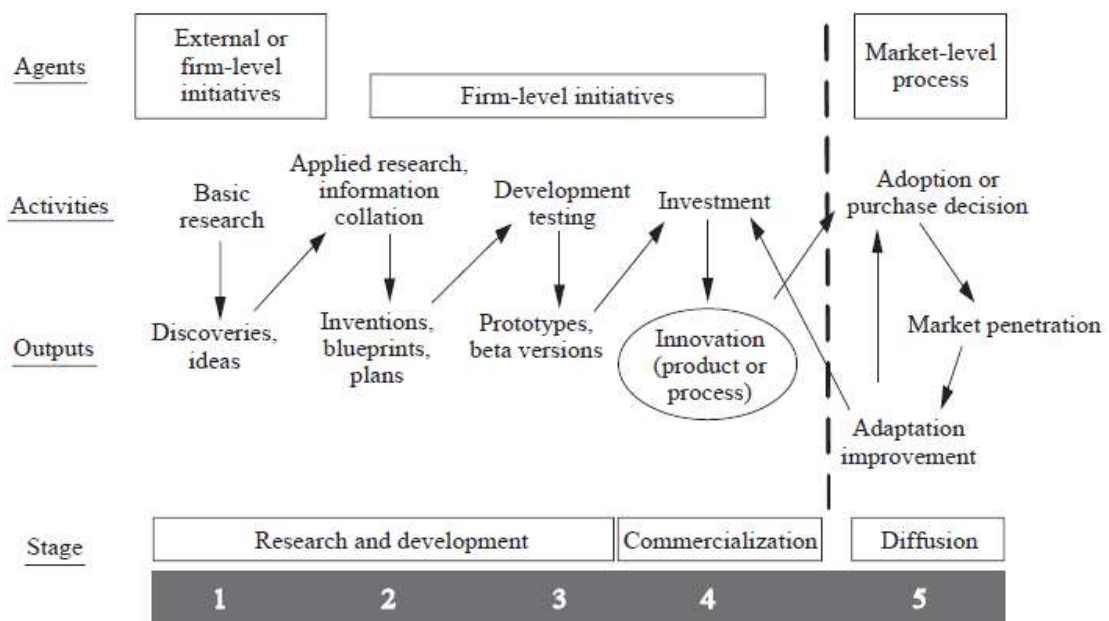 Agents
External or
firm-level
initiatives
Firm-level initiatives
Market-level
process
Activities
Basic
research
Applied research,
information
collation
Development
testing
Investment
Adoption or
purchase decision
Outputs
Discoveries,
ideas
Inventions,
blueprints,
plans
Prototypes,
beta versions
Innovation
(product or
process)
Market penetration
Adaptation
improvement
Stage
Research and development
Commercialization
Diffusion
1 2 3 4 5